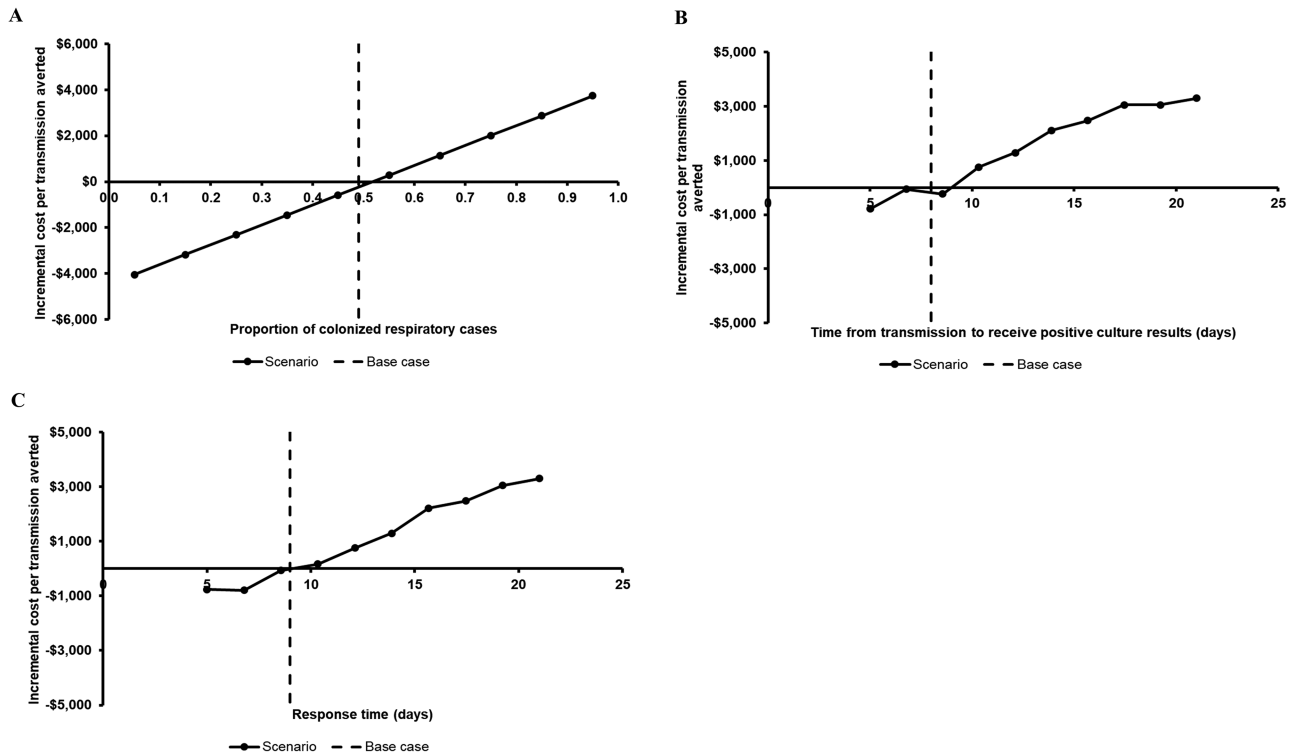 A
Incremental cost per transmission averted
$6,000
$4,000
$2,000
$0
-$2,000
-$4,000
-$6,000
0.0 0.1 0.2 0.3 0.4 0.5 0.6 0.7 0.8 0.9 1.0
Proportion of colonized respiratory cases
Scenario Base case
B
Incremental cost per transmission
averted
$5,000
$3,000
$1,000
-$1,000
-$3,000
-$5,000
0 5 10 15 20 25
Time from transmission to receive positive culture results (days)
Scenario Base case
C
Incremental cost per transmission averted
$5,000
$3,000
$1,000
-$1,000
-$3,000
-$5,000
0 5 10 15 20 25
Response time (days)
Scenario Base case